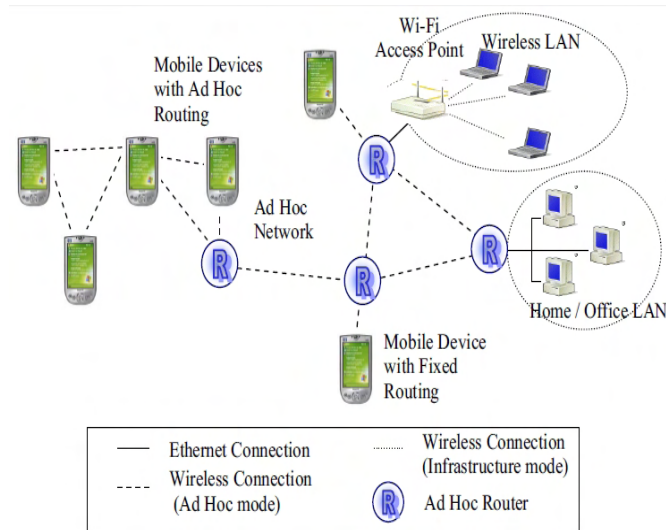 Wi-Fi
Access Point
Wireless LAN
Mobile Devices
with Ad Hoc
Routing
R
Ad Hoc
Network
R
R
R
Home / Office LAN
Mobile Device
with Fixed
Routing
Ethernet Connection
Wireless Connection
(Infrastructure mode)
Wireless Connection
(Ad Hoc mode)
R
Ad Hoc Router